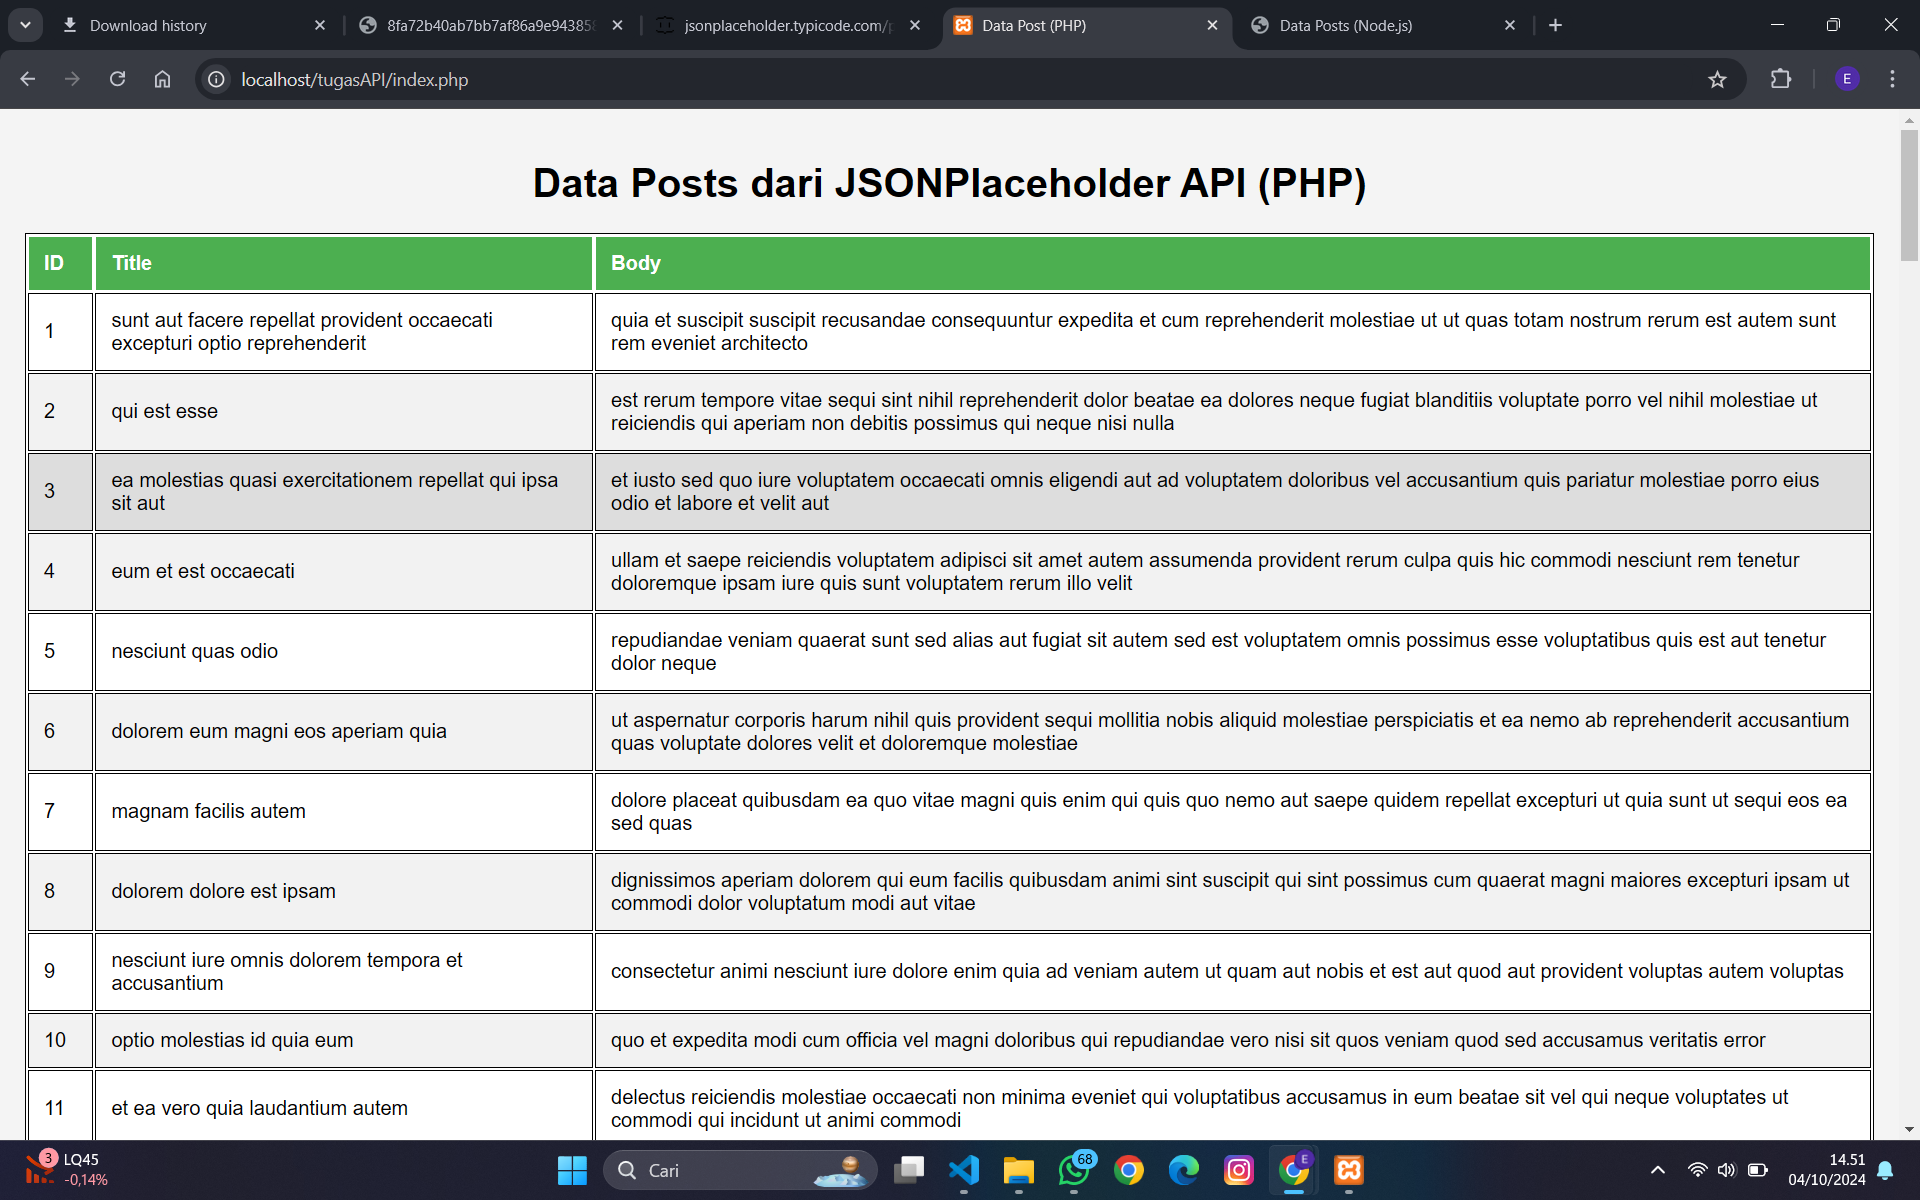 Download history
8fa72b40ab7bb7af86a9e94385
jsonplaceholder.typicode.com/p
Data Post (PHP)
Data Posts (Node.js)
localhost/tugasAPI/index.php
E
Data Posts dari JSONPlaceholder API (PHP)
ID Title Body
1
sunt aut facere repellat provident occaecati
excepturi optio reprehenderit
quia et suscipit suscipit recusandae consequuntur expedita et cum reprehenderit molestiae ut ut quas totam nostrum rerum est autem sunt
rem eveniet architecto
2
qui est esse
est rerum tempore vitae sequi sint nihil reprehenderit dolor beatae ea dolores neque fugiat blanditiis voluptate porro vel nihil molestiae ut
reiciendis qui aperiam non debitis possimus qui neque nisi nulla
3
ea molestias quasi exercitationem repellat qui ipsa
sit aut
et iusto sed quo iure voluptatem occaecati omnis eligendi aut ad voluptatem doloribus vel accusantium quis pariatur molestiae porro eius
odio et labore et velit aut
4
eum et est occaecati
ullam et saepe reiciendis voluptatem adipisci sit amet autem assumenda provident rerum culpa quis hic commodi nesciunt rem tenetur
doloremque ipsam iure quis sunt voluptatem rerum illo velit
5
nesciunt quas odio
repudiandae veniam quaerat sunt sed alias aut fugiat sit autem sed est voluptatem omnis possimus esse voluptatibus quis est aut tenetur
dolor neque
6
dolorem eum magni eos aperiam quia
ut aspernatur corporis harum nihil quis provident sequi mollitia nobis aliquid molestiae perspiciatis et ea nemo ab reprehenderit accusantium
quas voluptate dolores velit et doloremque molestiae
7
magnam facilis autem
dolore placeat quibusdam ea quo vitae magni quis enim qui quis quo nemo aut saepe quidem repellat excepturi ut quia sunt ut sequi eos ea
sed quas
8
dolorem dolore est ipsam
dignissimos aperiam dolorem qui eum facilis quibusdam animi sint suscipit qui sint possimus cum quaerat magni maiores excepturi ipsam ut
commodi dolor voluptatum modi aut vitae
9
nesciunt iure omnis dolorem tempora et
accusantium
consectetur animi nesciunt iure dolore enim quia ad veniam autem ut quam aut nobis et est aut quod aut provident voluptas autem voluptas
10
optio molestias id quia eum
quo et expedita modi cum officia vel magni doloribus qui repudiandae vero nisi sit quos veniam quod sed accusamus veritatis error
11
et ea vero quia laudantium autem
delectus reiciendis molestiae occaecati non minima eveniet qui voluptatibus accusamus in eum beatae sit vel qui neque voluptates ut
commodi qui incidunt ut animi commodi
3
LQ45
-0,14%
Cari
68
E
14.51
04/10/2024